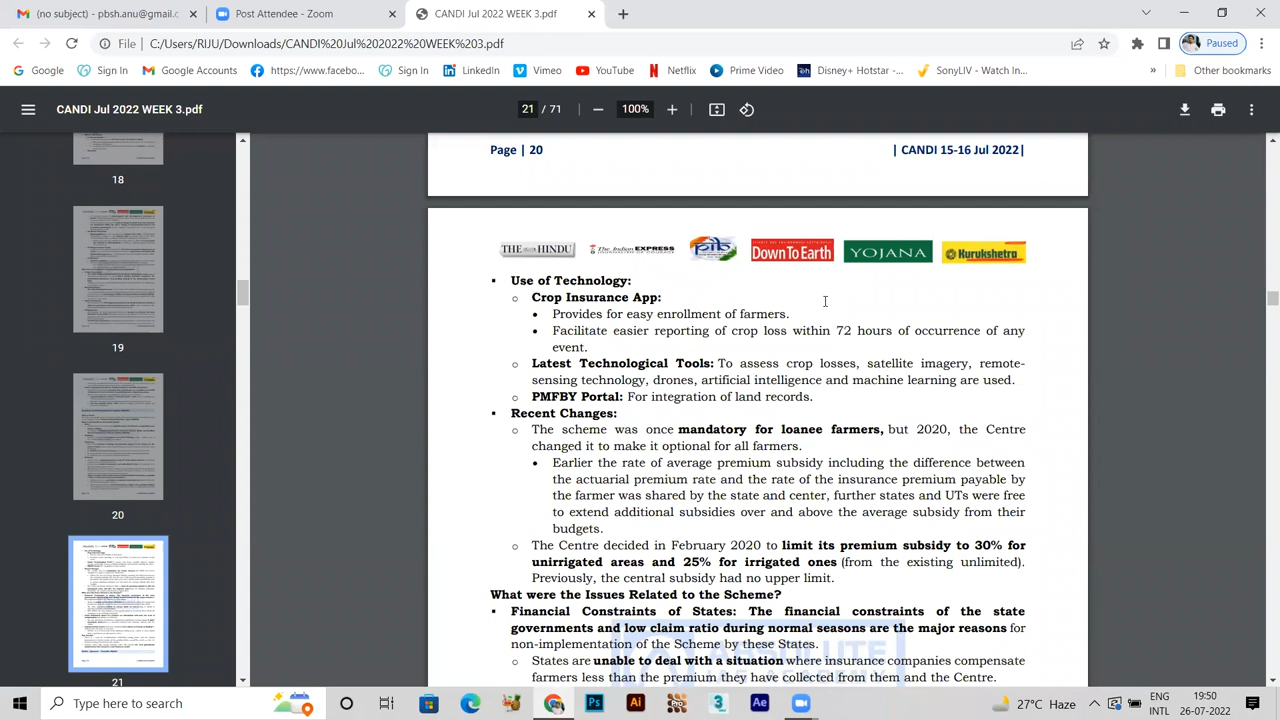 (no subject) - pbshanu@gmail.c
Post Attendee - Zoom
CANDI Jul 2022 WEEK 3.pdf
File
C:/Users/RIJU/Downloads/CANDI%20Jul%202022%20WEEK%203.pdf
Paused
Google
Sign In
Google Accounts
https://www.facebo...
Sign In
LinkedIn
Vimeo
YouTube
Netflix
Prime Video
Disney+ Hotstar -...
SonyLIV - Watch In...
»
Other bookmarks
CANDI Jul 2022 WEEK 3.pdf
21 / 71
100%
18
19
20
21
Page | 20
| CANDI 15-16 Jul 2022|
THE HINDU
The Indian EXPRESS
pib
DownToEarth
YOJANA
Kurukshetra
▪ Use of Technology:
o Crop Insurance App:
• Provides for easy enrollment of farmers.
• Facilitate easier reporting of crop loss within 72 hours of occurrence of any
event.
o Latest Technological Tools: To assess crop losses, satellite imagery, remote-
sensing technology, drones, artificial intelligence and machine learning are used.
o PMFBY Portal: For integration of land records.
▪ Recent Changes:
o The scheme was once mandatory for loanee farmers, but 2020, the Centre
changed it to make it optional for all farmers.
• Earlier the rate of average premium subsidy including the difference between
the actuarial premium rate and the rate of the insurance premium payable by
the farmer was shared by the state and center, further states and UTs were free
to extend additional subsidies over and above the average subsidy from their
budgets.
o The Centre decided in February 2020 to limit its premium subsidy to 30% for
unirrigated areas and 25% for irrigated ones (from the existing unlimited).
Previously, the central subsidy had no upper limit.
What are the Issues Related to the Scheme?
▪ Financial Constraints of States: The financial constraints of the state
governments and low claim ratio during normal seasons are the major reasons for
non-implementation of the Scheme by these States.
o States are unable to deal with a situation where insurance companies compensate
farmers less than the premium they have collected from them and the Centre.
Type here to search
Ps
Ai
Pro
3
Ae
27°C Haze
ENG
INTL
19:50
26-07-2022